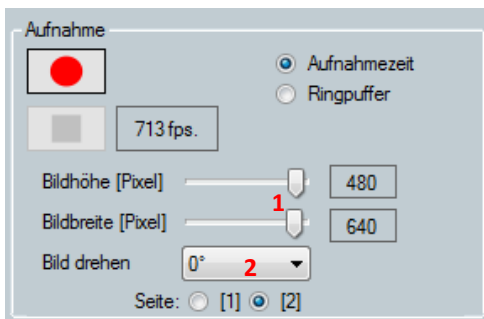 Aufnahme
Aufnahmezeit
Ringpuffer
713 fps.
Bildhöhe [Pixel] 480
1
Bildbreite [Pixel] 640
Bild drehen 0° 2
Seite: [1] [2]